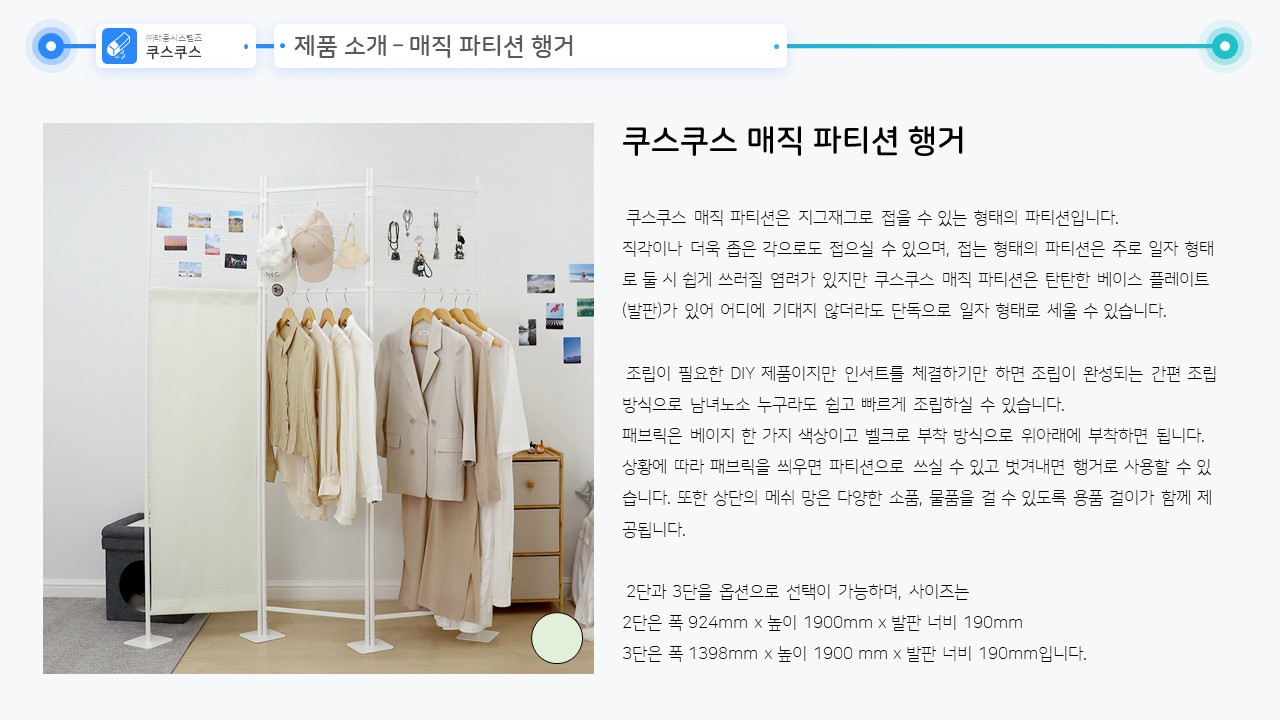 ㈜태웅시스템즈
쿠스쿠스
제품 소개 – 매직 파티션 행거
쿠스쿠스 매직 파티션 행거
쿠스쿠스 매직 파티션은 지그재그로 접을 수 있는 형태의 파티션입니다.
직각이나 더욱 좁은 각으로도 접으실 수 있으며, 접는 형태의 파티션은 주로 일자 형태
로 둘 시 쉽게 쓰러질 염려가 있지만 쿠스쿠스 매직 파티션은 탄탄한 베이스 플레이트
(발판)가 있어 어디에 기대지 않더라도 단독으로 일자 형태로 세울 수 있습니다.
조립이 필요한 DIY 제품이지만 인서트를 체결하기만 하면 조립이 완성되는 간편 조립
방식으로 남녀노소 누구라도 쉽고 빠르게 조립하실 수 있습니다.
패브릭은 베이지 한 가지 색상이고 벨크로 부착 방식으로 위아래에 부착하면 됩니다.
상황에 따라 패브릭을 씌우면 파티션으로 쓰실 수 있고 벗겨내면 행거로 사용할 수 있
습니다. 또한 상단의 메쉬 망은 다양한 소품, 물품을 걸 수 있도록 용품 걸이가 함께 제
공됩니다.
2단과 3단을 옵션으로 선택이 가능하며, 사이즈는
2단은 폭 924mm x 높이 1900mm x 발판 너비 190mm
3단은 폭 1398mm x 높이 1900 mm x 발판 너비 190mm입니다.